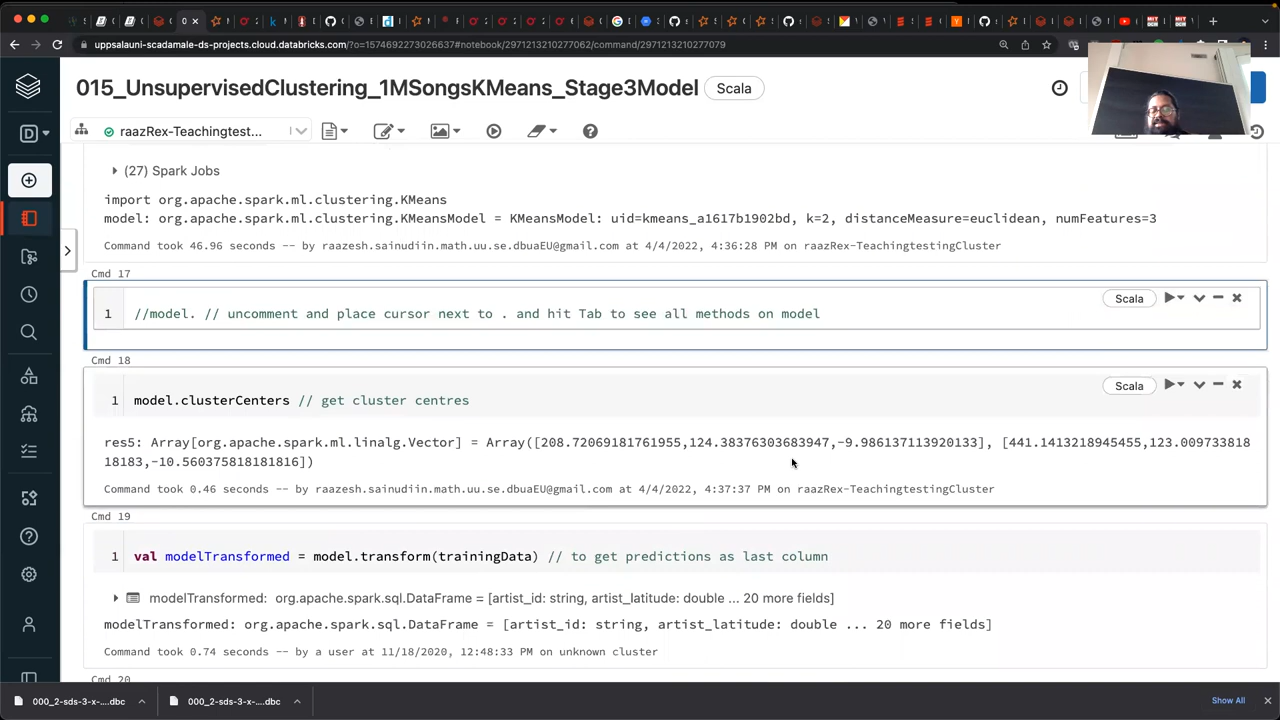 uppsalauni-scadamale-ds-projects.cloud.databricks.com/?o=1574692273026637#notebook/2971213210277062/command/2971213210277079
015_UnsupervisedClustering_1MSongsKMeans_Stage3Model
Scala
D
raazRex-Teachingtest...
(27) Spark Jobs
import org.apache.spark.ml.clustering.KMeans
model: org.apache.spark.ml.clustering.KMeansModel = KMeansModel: uid=kmeans_a1617b1902bd, k=2, distanceMeasure=euclidean, numFeatures=3
Command took 46.96 seconds -- by raazesh.sainudiin.math.uu.se.dbuaEU@gmail.com at 4/4/2022, 4:36:28 PM on raazRex-TeachingtestingCluster
Cmd 17
Scala
1 //model. // uncomment and place cursor next to . and hit Tab to see all methods on model
Cmd 18
Scala
1 model.clusterCenters // get cluster centres
res5: Array[org.apache.spark.ml.linalg.Vector] = Array([208.72069181761955,124.38376303683947,-9.986137113920133], [441.1413218945455,123.009733818
18183,-10.560375818181816])
Command took 0.46 seconds -- by raazesh.sainudiin.math.uu.se.dbuaEU@gmail.com at 4/4/2022, 4:37:37 PM on raazRex-TeachingtestingCluster
Cmd 19
Scala
1 val modelTransformed = model.transform(trainingData) // to get predictions as last column
modelTransformed: org.apache.spark.sql.DataFrame = [artist_id: string, artist_latitude: double ... 20 more fields]
modelTransformed: org.apache.spark.sql.DataFrame = [artist_id: string, artist_latitude: double ... 20 more fields]
Command took 0.74 seconds -- by a user at 11/18/2020, 12:48:33 PM on unknown cluster
Cmd 20
000_2-sds-3-x-....dbc
000_2-sds-3-x-....dbc
Show All